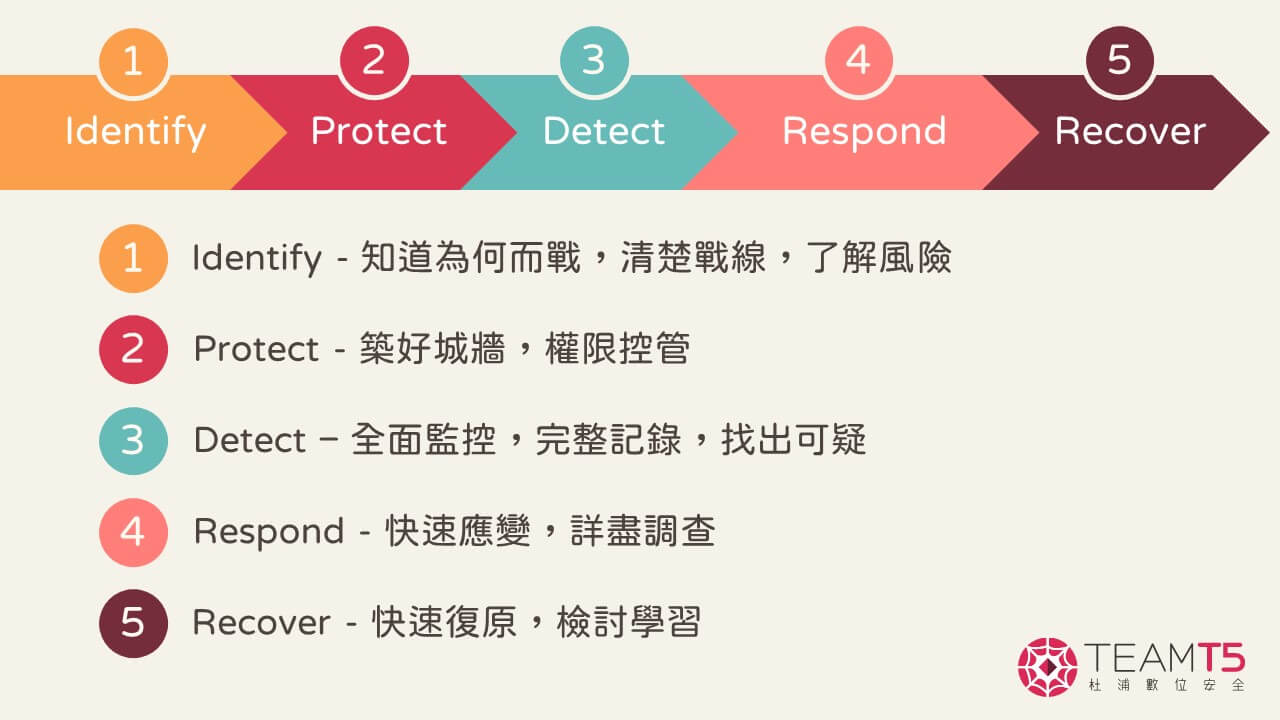 1
2
3
4
5
Identify
Protect
Detect
Respond
Recover
1 Identify - 知道為何而戰，清楚戰線，了解風險
2 Protect - 築好城牆，權限控管
3 Detect – 全面監控，完整記錄，找出可疑
4 Respond - 快速應變，詳盡調查
5 Recover - 快速復原，檢討學習
TEAMT5
杜浦數位安全